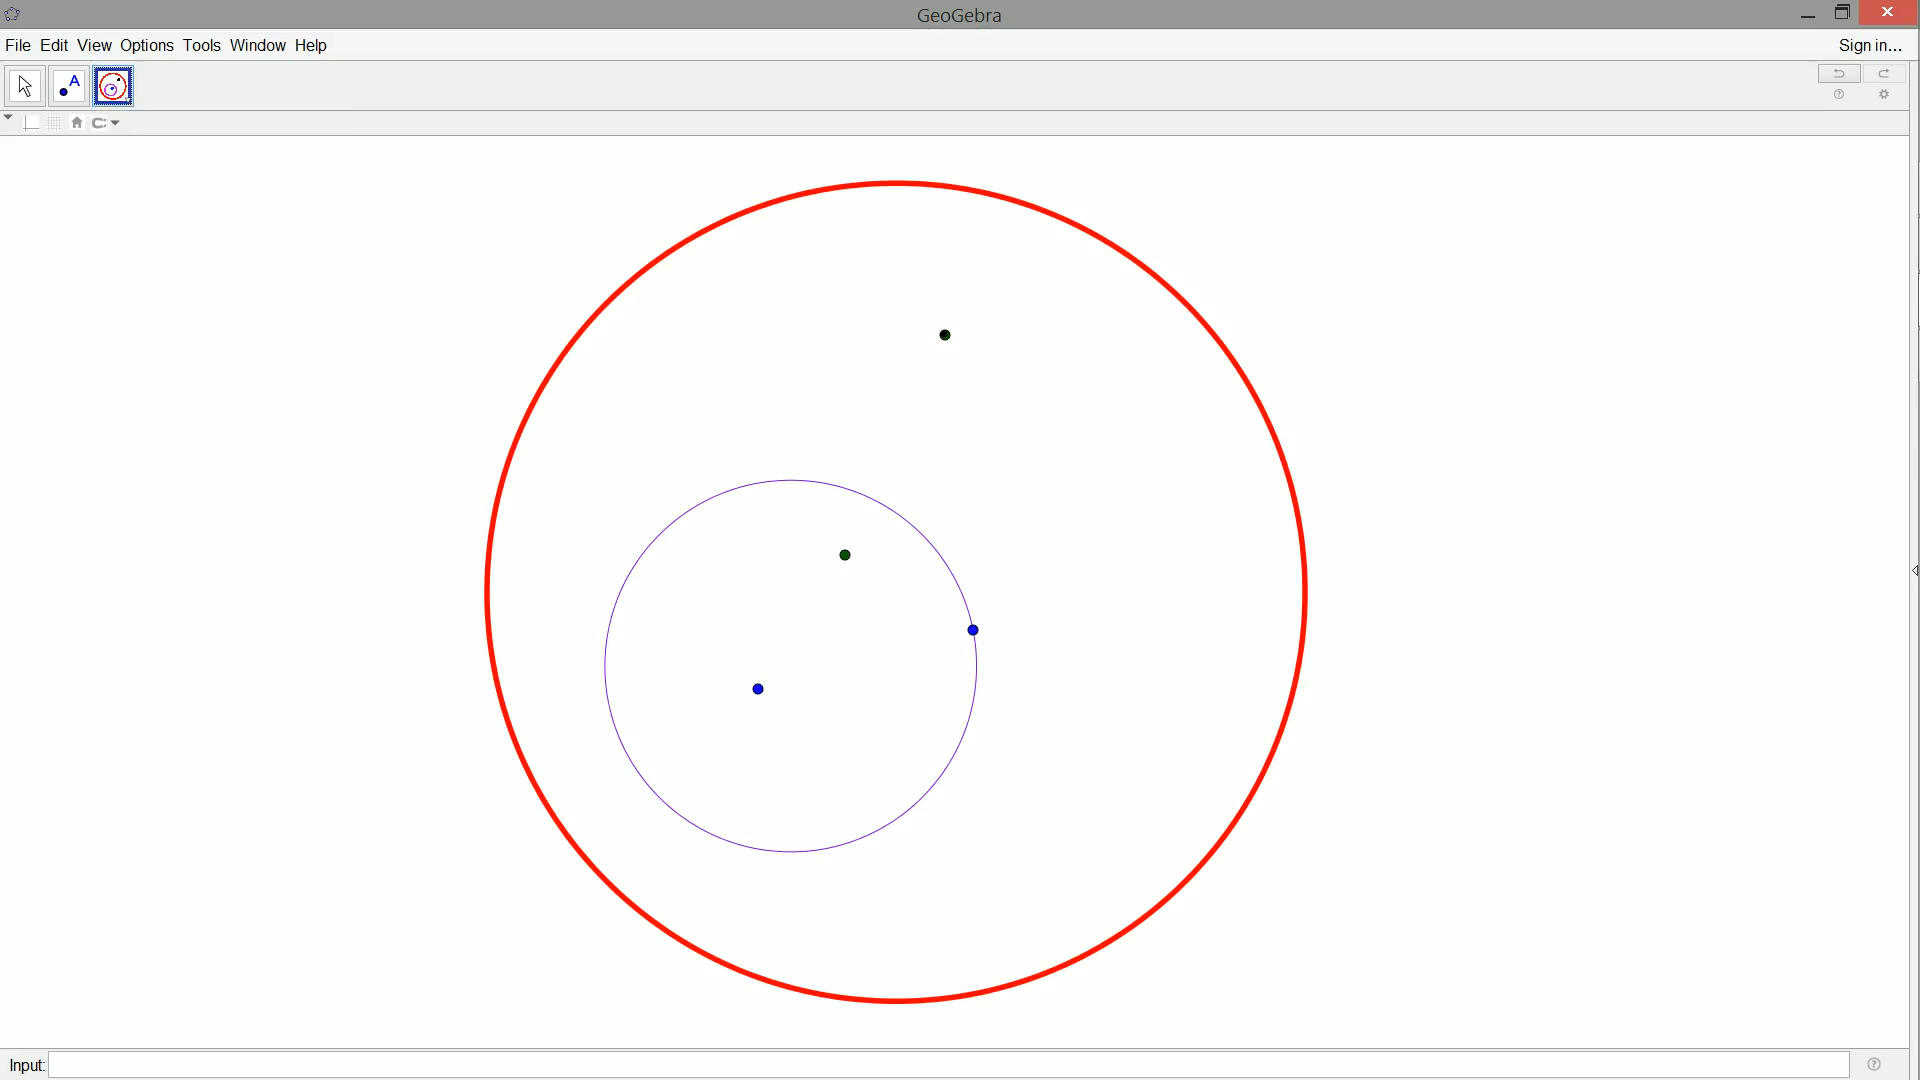 GeoGebra
File Edit View Options Tools Window Help
Sign in...
A
Input: